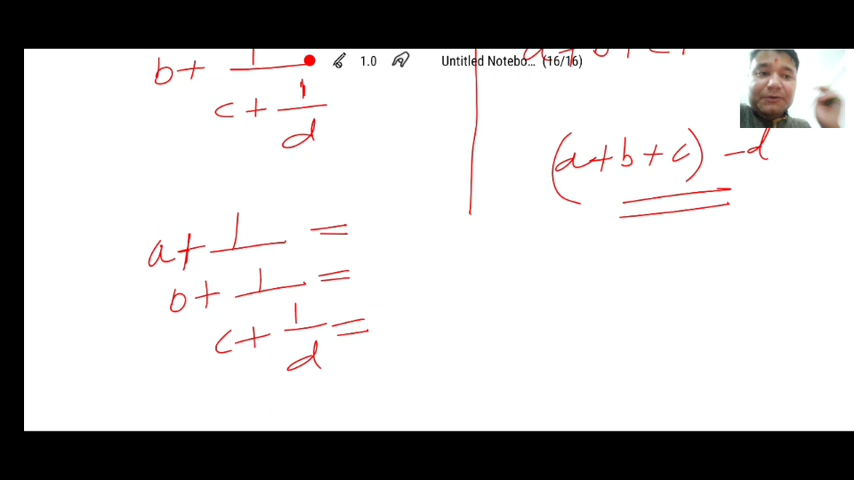 1.0 Untitled Notebo... (16/16)
b + 1
c + 1
d
(a + b + c) - d
a + 1 =
b + 1 =
c + 1 =
d